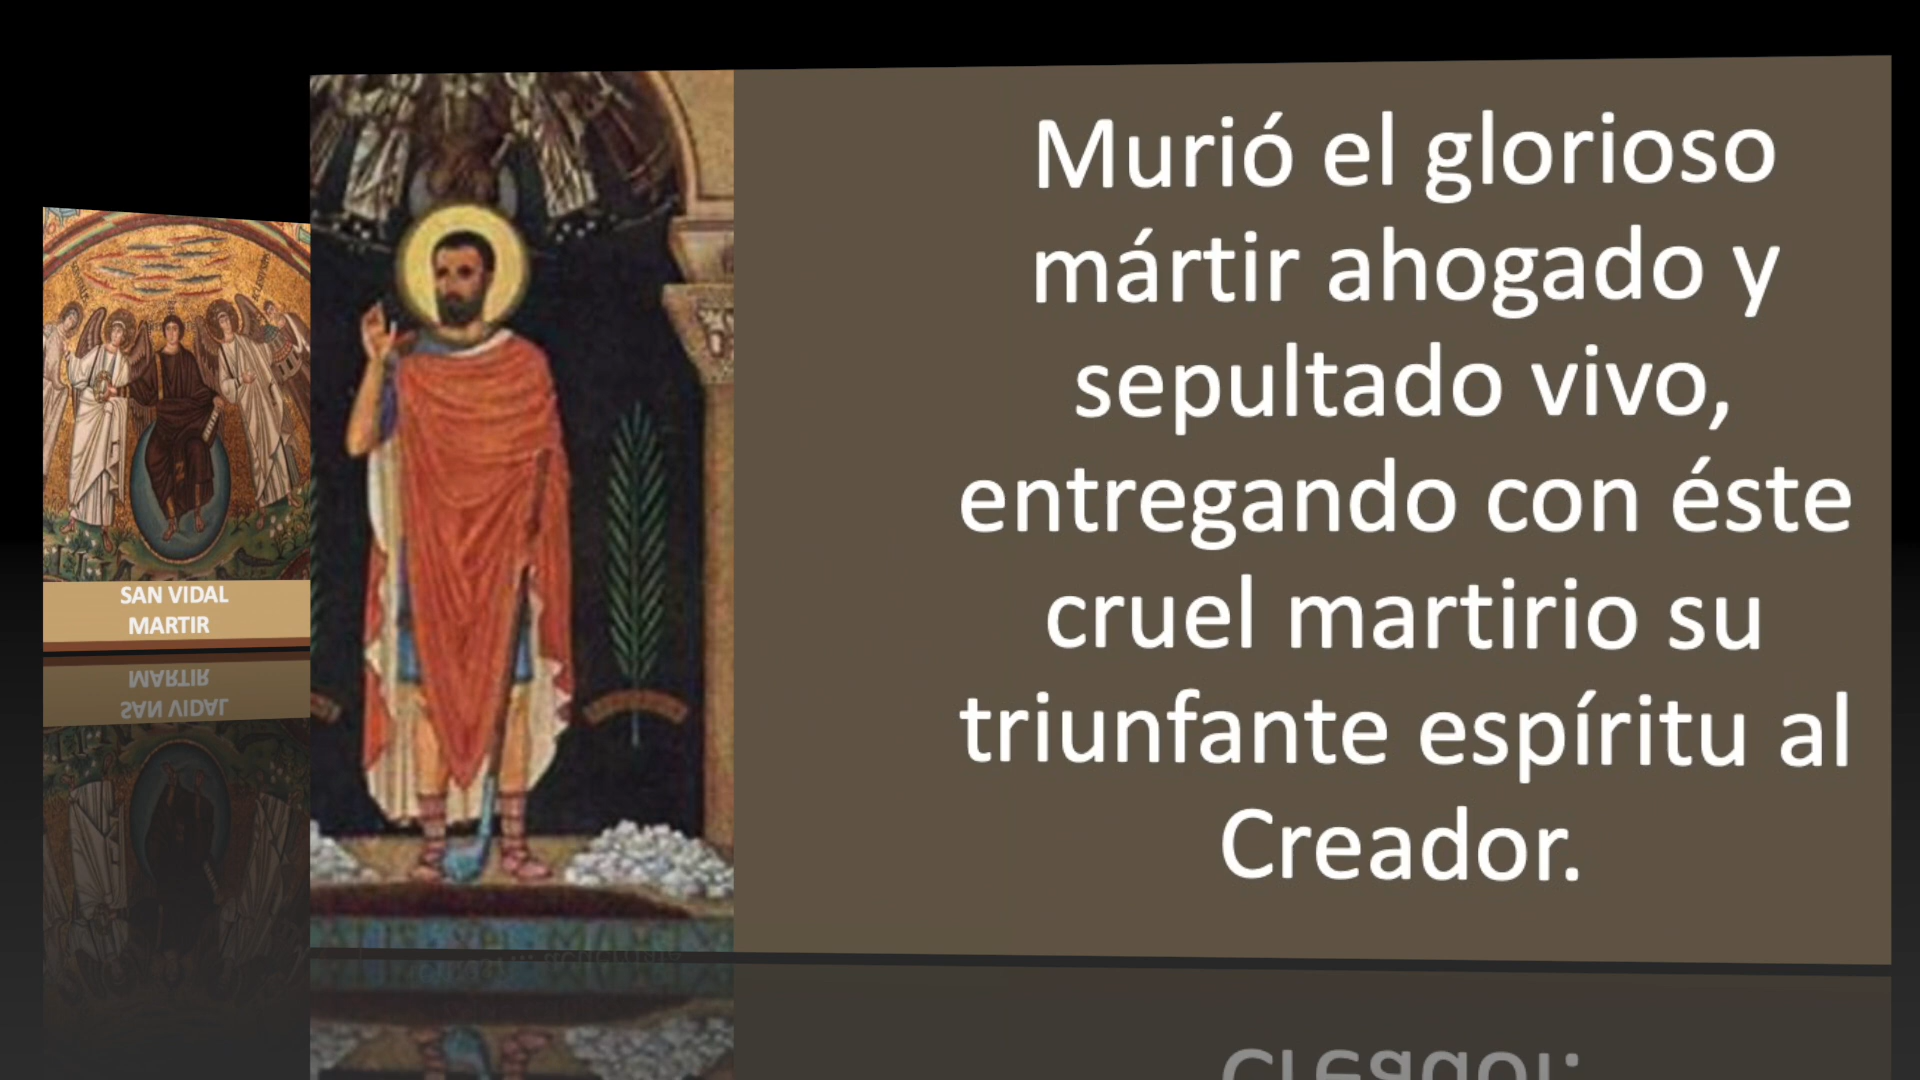 SAN VIDAL
MARTIR
Murió el glorioso
mártir ahogado y
sepultado vivo,
entregando con éste
cruel martirio su
triunfante espíritu al
Creador.